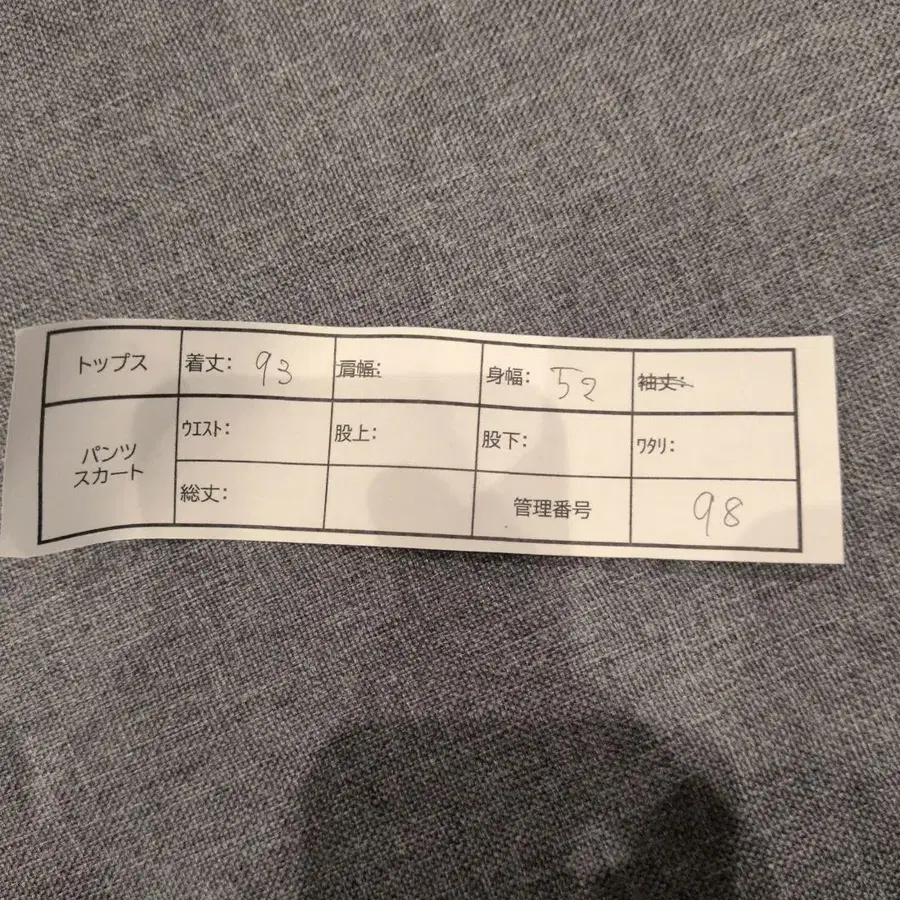 トップス 着丈: 93 肩幅: 身幅: 52 袖丈:
パンツ
スカート
ウエスト: 股上: 股下: ワタリ:
総丈: 管理番号 98